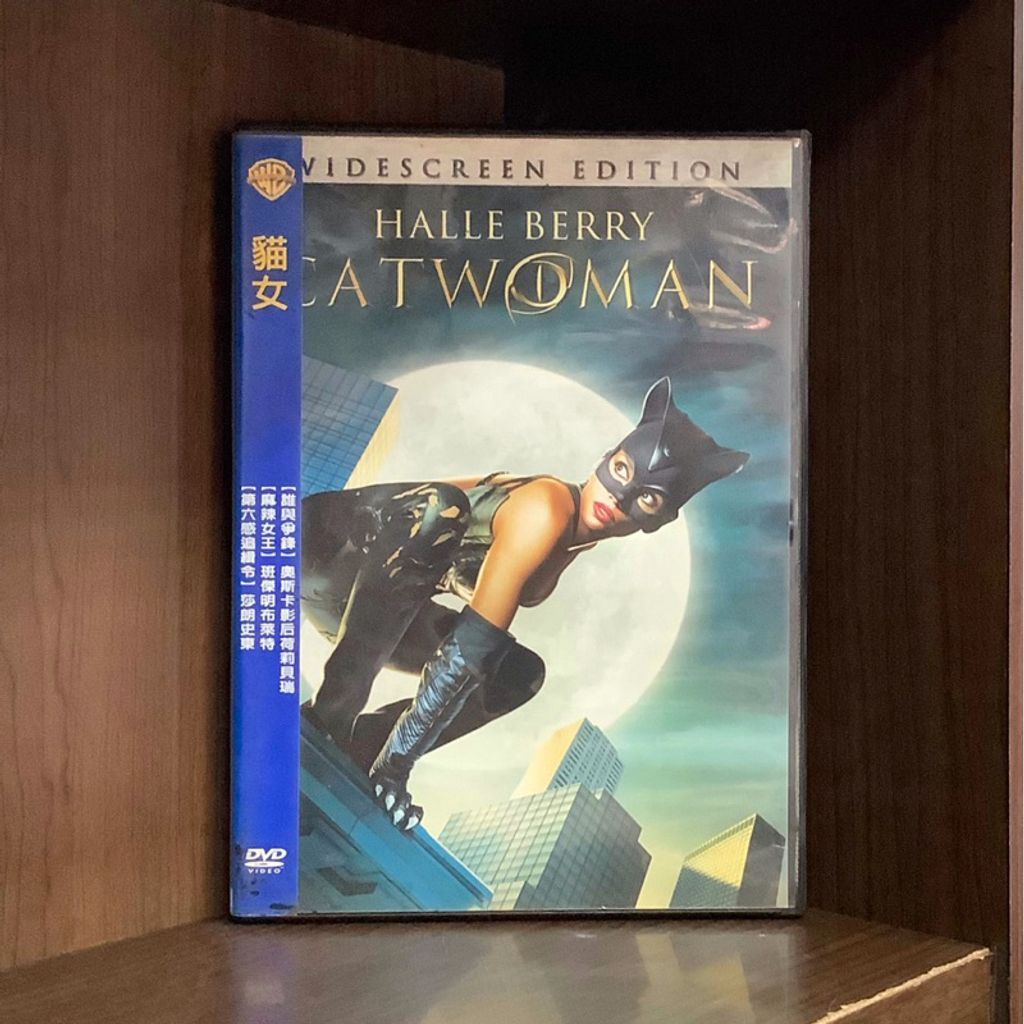 WIDESCREEN EDITION
HALLE BERRY
CATWOMAN
WB
貓女
[誰與爭鋒] 奧斯卡影后荷莉貝瑞
[麻辣女王] 班傑明布萊特
[第六感追緝令] 莎朗史東
DVD
VIDEO